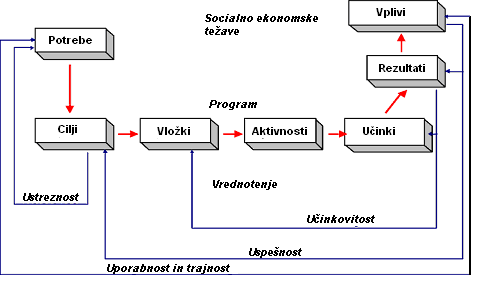 Vplivi
Socialno ekonomske
težave
Potrebe
Rezultati
Program
Cilji
Vložki
Aktivnosti
Učinki
Vrednotenje
Ustreznost
Učinkovitost
Uspešnost
Uporabnost in trajnost